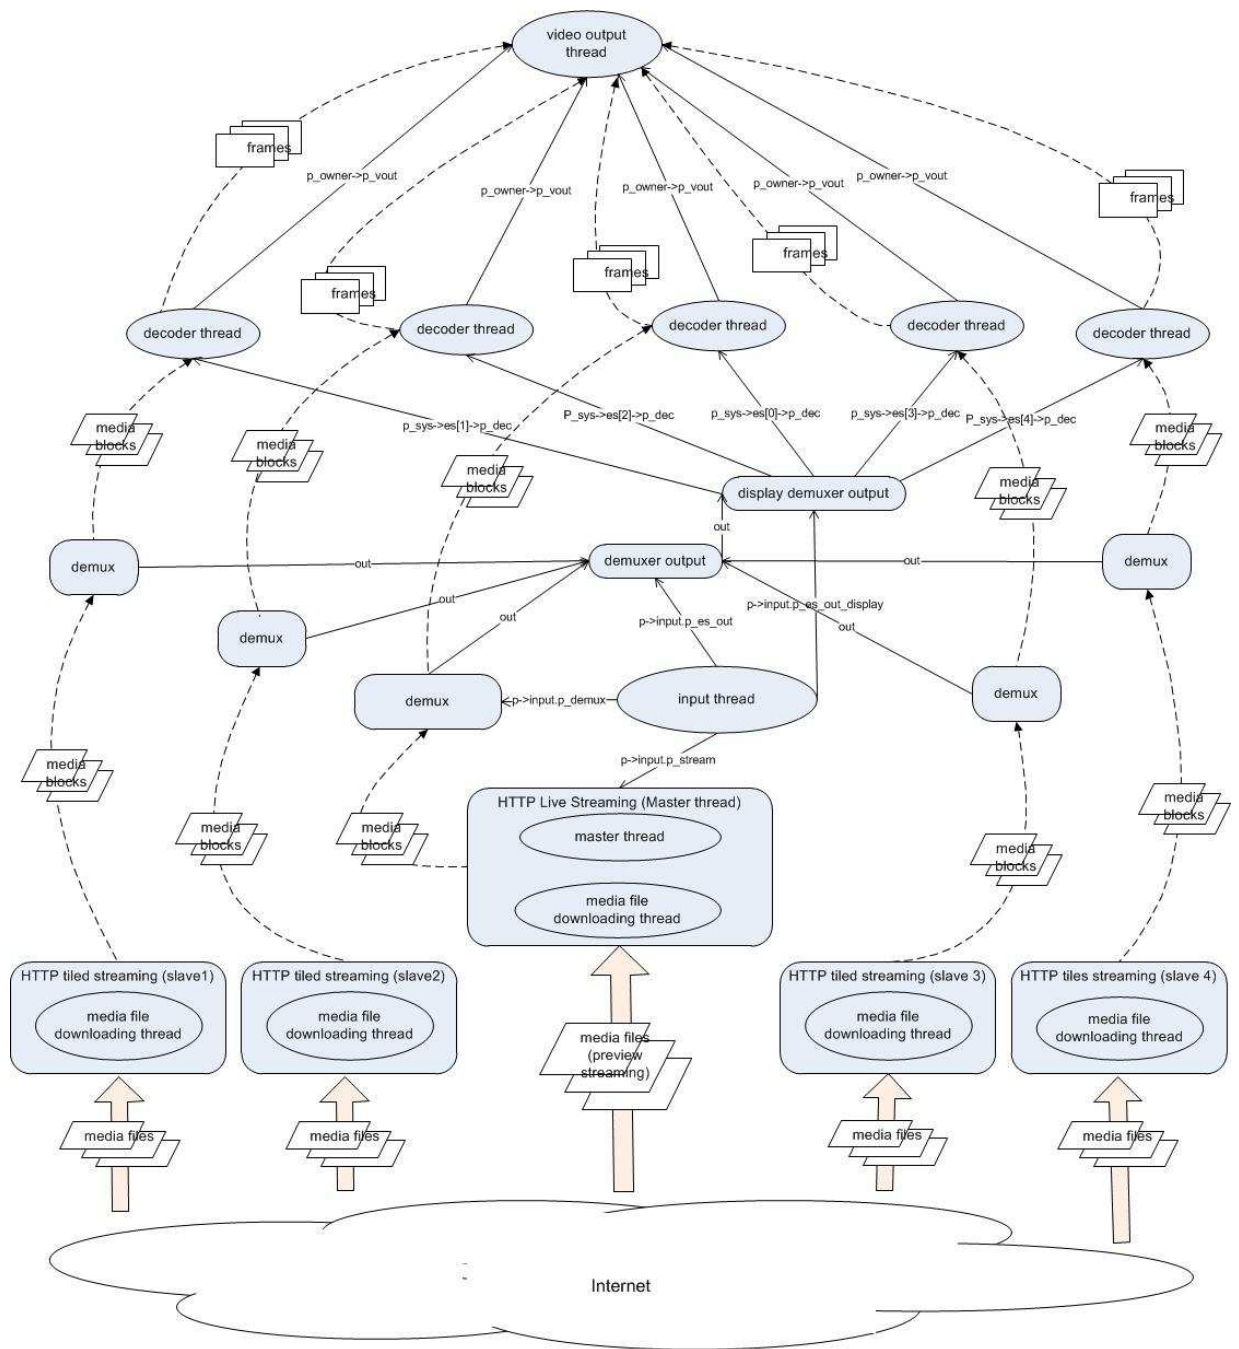 video output
thread
frames
p_owner->p_vout
p_owner->p_vout
p_owner->p_vout
p_owner->p_vout
p_owner->p_vout
frames
frames
frames
frames
decoder thread
decoder thread
decoder thread
decoder thread
decoder thread
p_sys->es[1]->p_dec
P_sys->es[2]->p_dec
p_sys->es[0]->p_dec
p_sys->es[3]->p_dec
P_sys->es[4]->p_dec
media
blocks
media
blocks
media
blocks
media
blocks
media
blocks
display demuxer output
out
demux
out
demuxer output
out
demux
out
demux
out
p->input.p_es_out
p->input.p_es_out_display
out
demux
p->input.p_demux
input thread
demux
p->input.p_stream
media
blocks
media
blocks
media
blocks
HTTP Live Streaming (Master thread)
master thread
media file
downloading thread
media
blocks
media
blocks
HTTP tiled streaming (slave1)
media file
downloading thread
HTTP tiled streaming (slave2)
media file
downloading thread
HTTP tiled streaming (slave 3)
media file
downloading thread
HTTP tiles streaming (slave 4)
media file
downloading thread
media files
(preview
streaming)
media files
media files
media files
media files
Internet